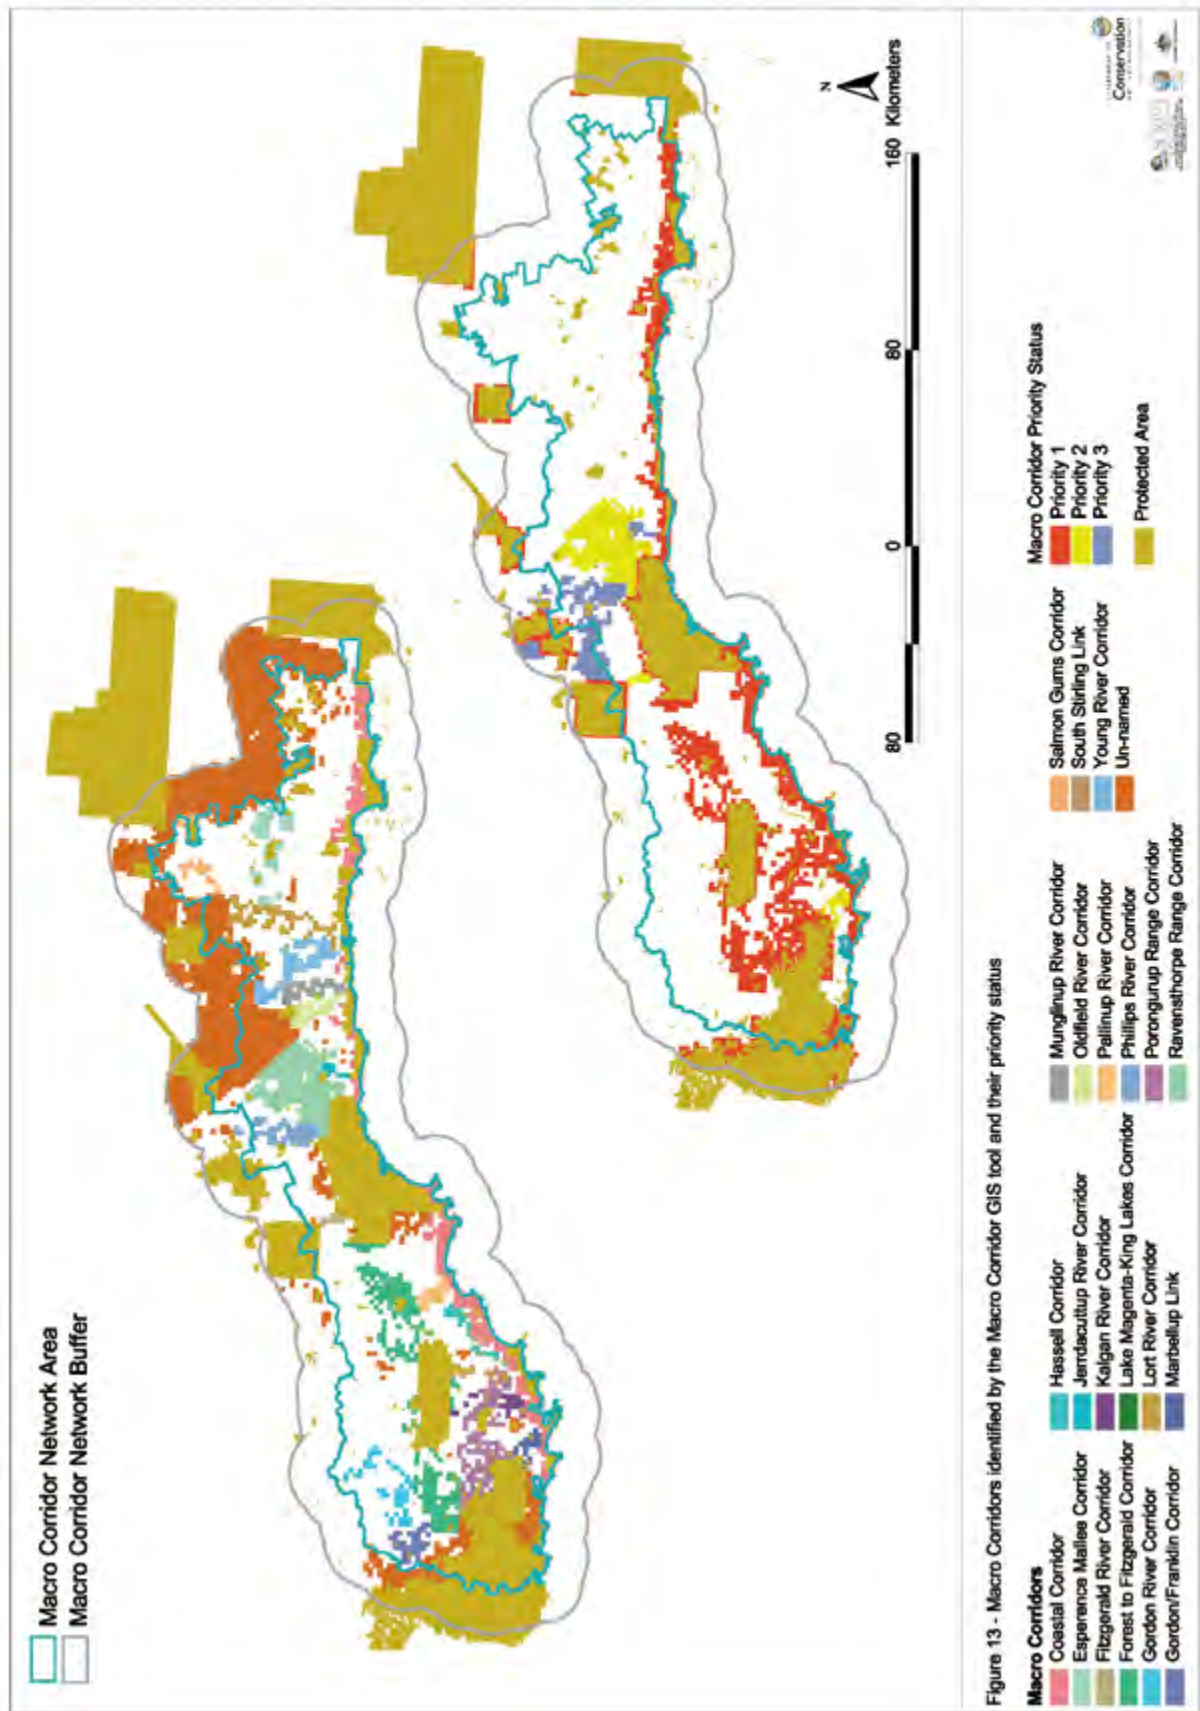 Macro Corridor Network Area
Macro Corridor Network Buffer
N
80 0 80 160 Kilometers
Figure 13 - Macro Corridors identified by the Macro Corridor GIS tool and their priority status
Macro Corridors
Coastal Corridor
Esperence Mallee Corridor
Fitzgerald River Corridor
Forest to Fitzgerald Corridor
Gordon River Corridor
Gordon/Franklin Corridor
Hassell Corridor
Jerrdacuttup River Corridor
Kalgan River Corridor
Lake Magenta-King Lakes Corridor
Lort River Corridor
Marbellup Link
Munglinup River Corridor
Oldfield River Corridor
Pallinup River Corridor
Phillips River Corridor
Porongurup Range Corridor
Ravensthorpe Range Corridor
Salmon Gums Corridor
South Stirling Link
Young River Corridor
Un-named
Macro Corridor Priority Status
Priority 1
Priority 2
Priority 3
Protected Area
Conservation